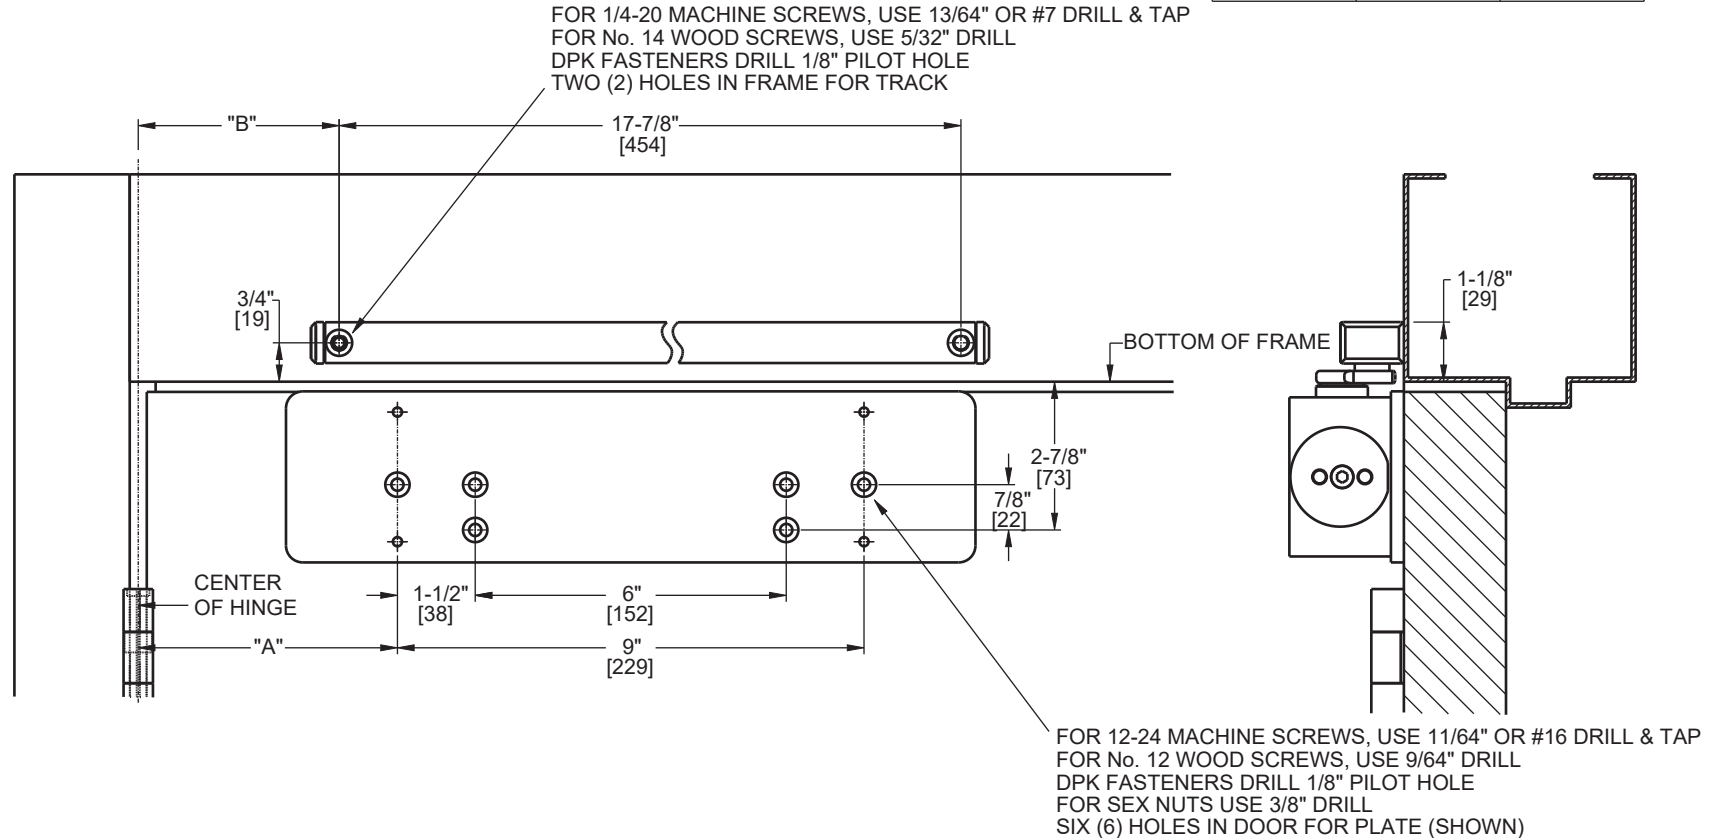 FOR 1/4-20 MACHINE SCREWS, USE 13/64" OR #7 DRILL & TAP
FOR No. 14 WOOD SCREWS, USE 5/32" DRILL
DPK FASTENERS DRILL 1/8" PILOT HOLE
TWO (2) HOLES IN FRAME FOR TRACK
"B"
17-7/8"
[454]
3/4"
[19]
1-1/8"
[29]
BOTTOM OF FRAME
2-7/8"
[73]
7/8"
[22]
CENTER
OF HINGE
1-1/2"
[38]
6"
[152]
"A"
9"
[229]
FOR 12-24 MACHINE SCREWS, USE 11/64" OR #16 DRILL & TAP
FOR No. 12 WOOD SCREWS, USE 9/64" DRILL
DPK FASTENERS DRILL 1/8" PILOT HOLE
FOR SEX NUTS USE 3/8" DRILL
SIX (6) HOLES IN DOOR FOR PLATE (SHOWN)